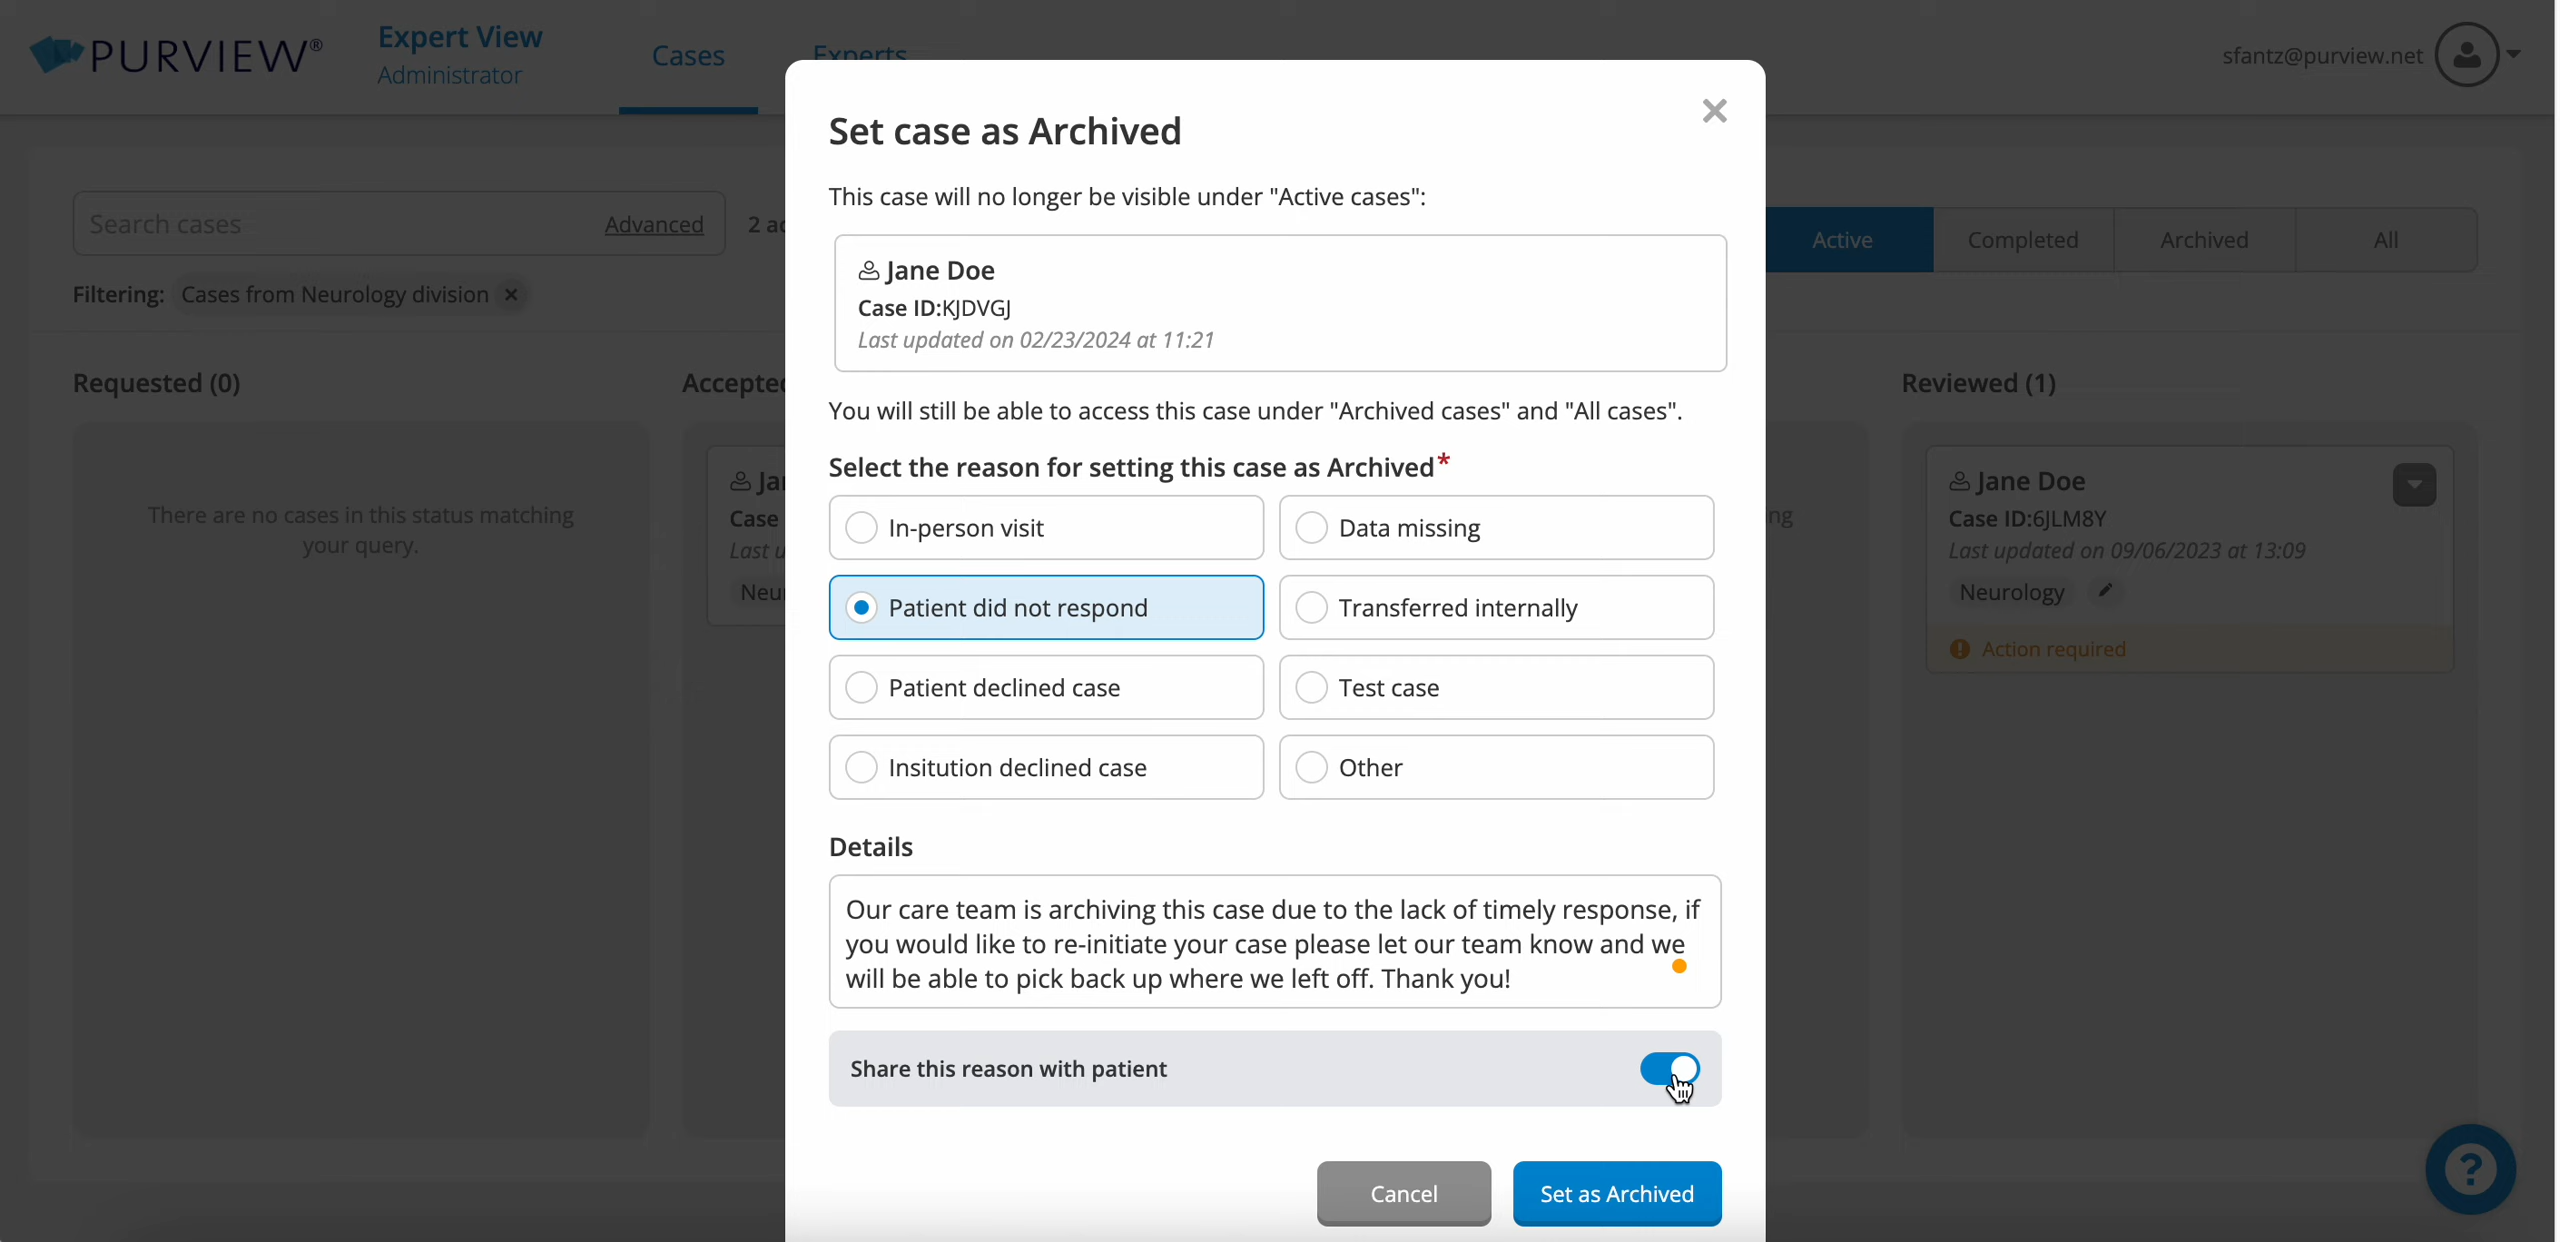 PURVIEW®
Expert View
Administrator
Cases
Experts
sfantz@purview.net
Search cases
Advanced
2 ac
Active
Completed
Archived
All
Filtering: Cases from Neurology division
Requested (0)
Accepted
Reviewed (1)
There are no cases in this status matching
your query.
Jan
Case
Last u
Neu
ng
Jane Doe
Case ID:6JLM8Y
Last updated on 09/06/2023 at 13:09
Neurology
Action required
Set case as Archived
This case will no longer be visible under "Active cases":
Jane Doe
Case ID:KJDVGJ
Last updated on 02/23/2024 at 11:21
You will still be able to access this case under "Archived cases" and "All cases".
Select the reason for setting this case as Archived*
In-person visit
Data missing
Patient did not respond
Transferred internally
Patient declined case
Test case
Insitution declined case
Other
Details
Our care team is archiving this case due to the lack of timely response, if
you would like to re-initiate your case please let our team know and we
will be able to pick back up where we left off. Thank you!
Share this reason with patient
Cancel
Set as Archived
?